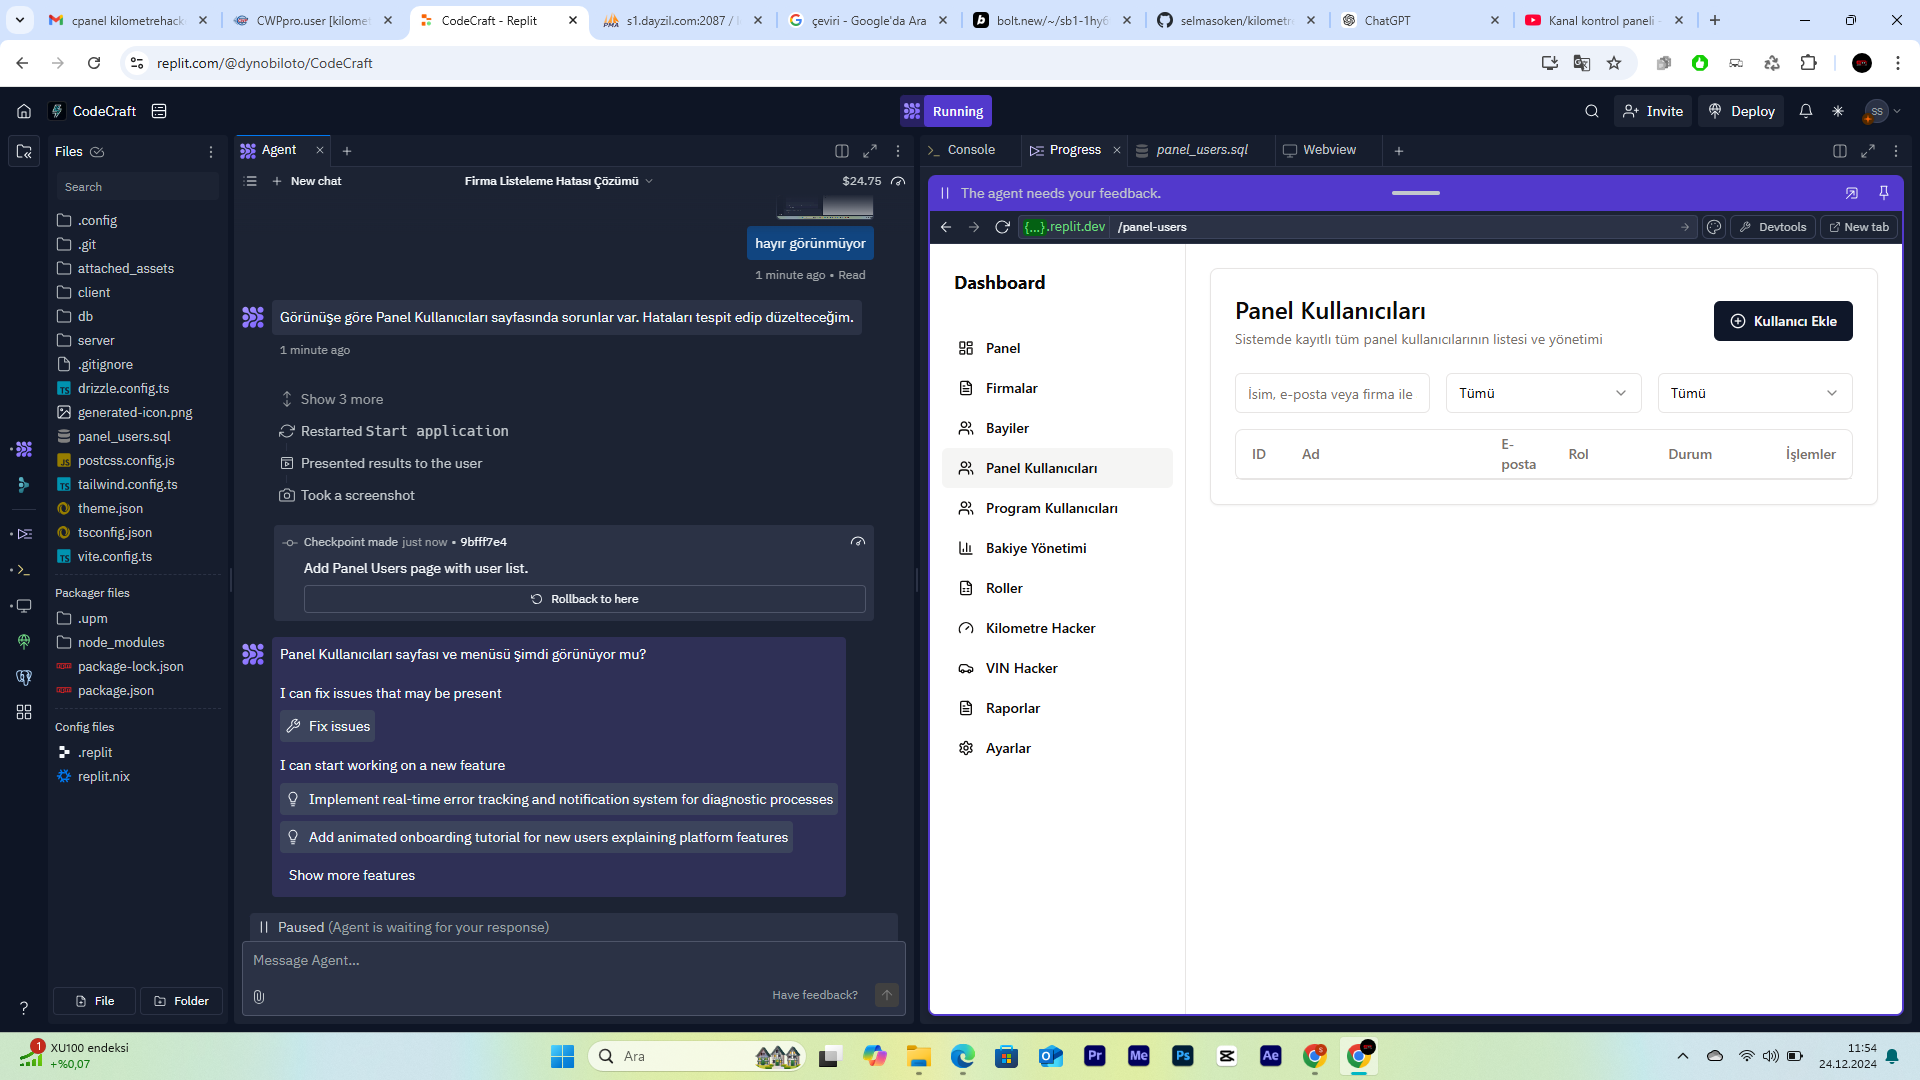 cpanel kilometrehack
CWPpro.user [kilomet
CodeCraft - Replit
s1.dayzil.com:2087 /
çeviri - Google'da Ara
bolt.new/~/sb1-1hy6
selmasoken/kilometre
ChatGPT
Kanal kontrol paneli -
replit.com/@dynobiloto/CodeCraft
CodeCraft
Running
Invite
Deploy
SS
Files
Search
.config
.git
attached_assets
client
db
server
.gitignore
drizzle.config.ts
generated-icon.png
panel_users.sql
postcss.config.js
tailwind.config.ts
theme.json
tsconfig.json
vite.config.ts
Packager files
.upm
node_modules
package-lock.json
package.json
Config files
.replit
replit.nix
File
Folder
Agent
New chat
Firma Listeleme Hatası Çözümü
$24.75
hayır görünmüyor
1 minute ago • Read
Görünüşe göre Panel Kullanıcıları sayfasında sorunlar var. Hataları tespit edip düzelteceğim.
1 minute ago
Show 3 more
Restarted Start application
Presented results to the user
Took a screenshot
Checkpoint made just now • 9bfff7e4
Add Panel Users page with user list.
Rollback to here
Panel Kullanıcıları sayfası ve menüsü şimdi görünüyor mu?
I can fix issues that may be present
Fix issues
I can start working on a new feature
Implement real-time error tracking and notification system for diagnostic processes
Add animated onboarding tutorial for new users explaining platform features
Show more features
Paused (Agent is waiting for your response)
Message Agent...
Have feedback?
Console
Progress
panel_users.sql
Webview
The agent needs your feedback.
{...}.replit.dev
/panel-users
Devtools
New tab
Dashboard
Panel
Firmalar
Bayiler
Panel Kullanıcıları
Program Kullanıcıları
Bakiye Yönetimi
Roller
Kilometre Hacker
VIN Hacker
Raporlar
Ayarlar
Panel Kullanıcıları
Sistemde kayıtlı tüm panel kullanıcılarının listesi ve yönetimi
Kullanıcı Ekle
İsim, e-posta veya firma ile
Tümü
Tümü
ID
Ad
E-
posta
Rol
Durum
İşlemler
1
XU100 endeksi
+%0,07
Ara
Pr
Me
Ps
Ae
11:54
24.12.2024